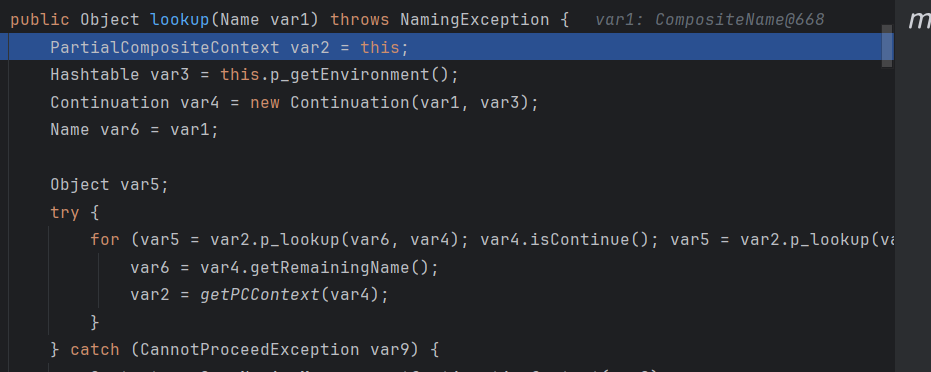 public Object lookup(Name var1) throws NamingException {   var1: CompositeName@668
    PartialCompositeContext var2 = this;
    Hashtable var3 = this.p_getEnvironment();
    Continuation var4 = new Continuation(var1, var3);
    Name var6 = var1;
    Object var5;
    try {
        for (var5 = var2.p_lookup(var6, var4); var4.isContinue(); var5 = var2.p_lookup(va
            var6 = var4.getRemainingName();
            var2 = getPCContext(var4);
        }
    } catch (CannotProceedException var9) {